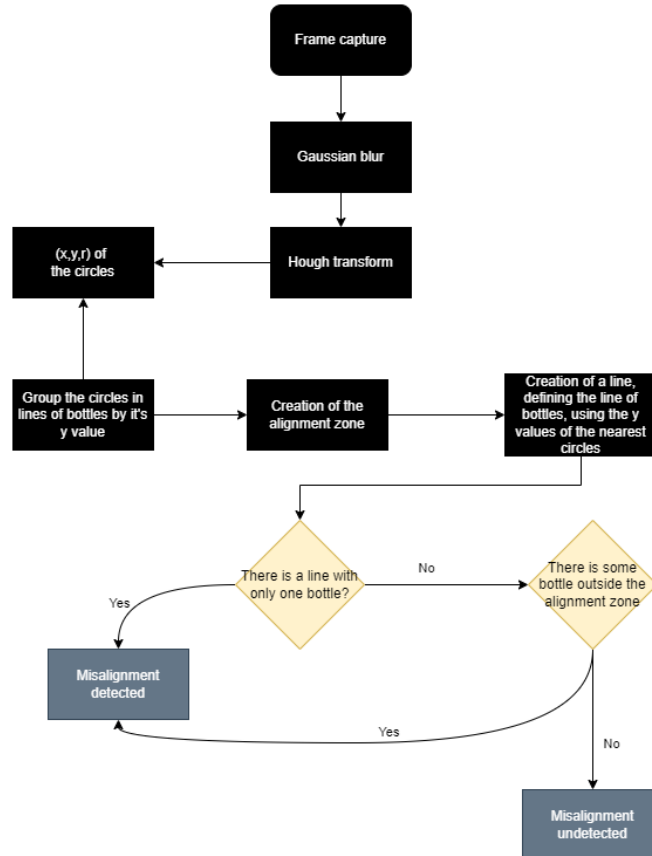 Frame capture
Gaussian blur
(x,y,r) of
the circles
Hough transform
Group the circles in
lines of bottles by it's
y value
Creation of the
alignment zone
Creation of a line,
defining the line of
bottles, using the y
values of the nearest
circles
There is a line with
only one bottle?
No
There is some
bottle outside the
alignment zone
Yes
Misalignment
detected
Yes
No
Misalignment
undetected